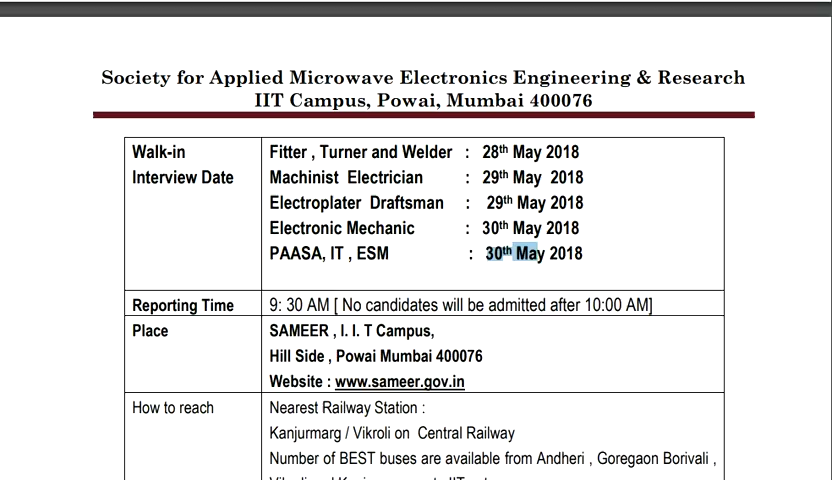 Society for Applied Microwave Electronics Engineering & Research
IIT Campus, Powai, Mumbai 400076
Walk-in Interview Date
Fitter , Turner and Welder : 28th May 2018
Machinist Electrician : 29th May 2018
Electroplater Draftsman : 29th May 2018
Electronic Mechanic : 30th May 2018
PAASA, IT , ESM : 30th May 2018
Reporting Time 9: 30 AM [ No candidates will be admitted after 10:00 AM]
Place SAMEER , I. I. T Campus,
Hill Side , Powai Mumbai 400076
Website : www.sameer.gov.in
How to reach Nearest Railway Station :
Kanjurmarg / Vikroli on Central Railway
Number of BEST buses are available from Andheri , Goregaon Borivali ,